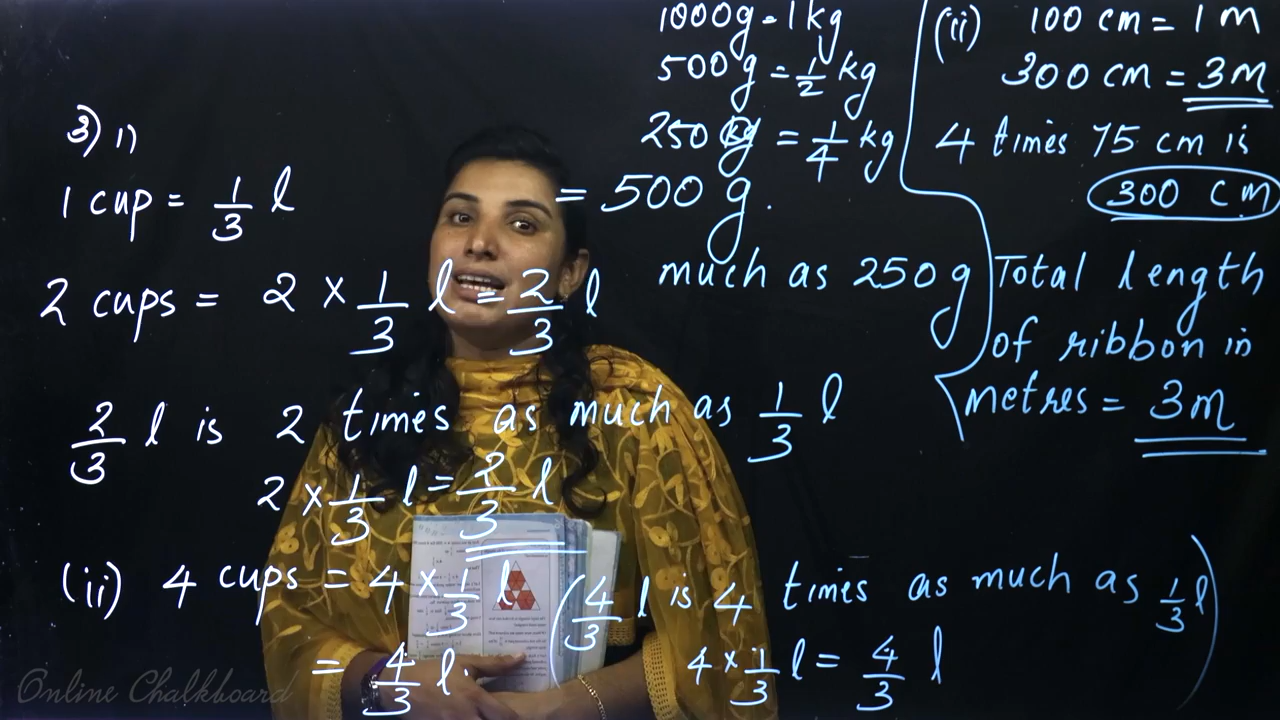 1000g = 1 kg
500 g = 1/2 kg
250 kg = 1/4 kg
= 500 g.
much as 250 g
(ii) 100 cm = 1 M
300 cm = 3M
4 times 75 cm is
300 cm
Total length
of ribbon in
metres = 3m
3) i)
1 cup = 1/3 l
2 cups = 2 × 1/3 l = 2/3 l
2/3 l is 2 times as much as 1/3 l
2 × 1/3 l = 2/3 l
(ii) 4 cups = 4 × 1/3 l
= 4/3 l.
(4/3 l is 4 times as much as 1/3 l
4 × 1/3 l = 4/3 l)
Online Chalkboard